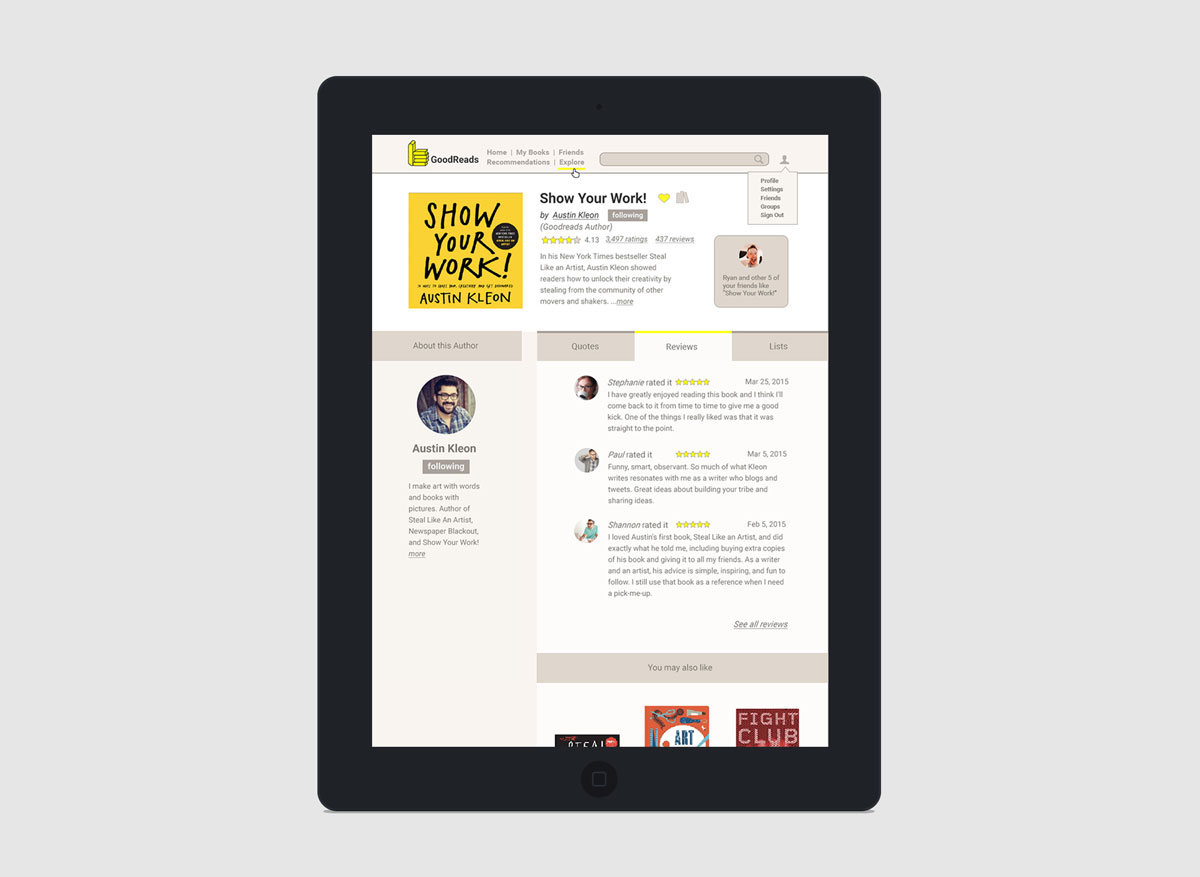 GoodReads
Home | My Books | Friends
Recommendations | Explore
Profile
Settings
Friends
Groups
Sign Out
SHOW
YOUR
WORK!
AUSTIN KLEON
Show Your Work!
by Austin Kleon following
(Goodreads Author)
4.13 3,497 ratings 437 reviews
In his New York Times bestseller Steal
Like an Artist, Austin Kleon showed
readers how to unlock their creativity by
stealing from the community of other
movers and shakers. ...more
Ryan and other 5 of
your friends like
"Show Your Work!"
About this Author
Austin Kleon
following
I make art with words
and books with
pictures. Author of
Steal Like An Artist,
Newspaper Blackout,
and Show Your Work!
more
Quotes Reviews Lists
Stephanie rated it Mar 25, 2015
I have greatly enjoyed reading this book and I think I'll
come back to it from time to time to give me a good
kick. One of the things I really liked was that it was
straight to the point.
Paul rated it Mar 5, 2015
Funny, smart, observant. So much of what Kleon
writes resonates with me as a writer who blogs and
tweets. Great ideas about building your tribe and
sharing ideas.
Shannon rated it Feb 5, 2015
I loved Austin's first book, Steal Like an Artist, and did
exactly what he told me, including buying extra copies
of his book and giving it to all my friends. As a writer
and an artist, his advice is simple, inspiring, and fun to
follow. I still use that book as a reference when I need
a pick-me-up.
See all reviews
You may also like
STEAL
ART
FIGHT
CLUB